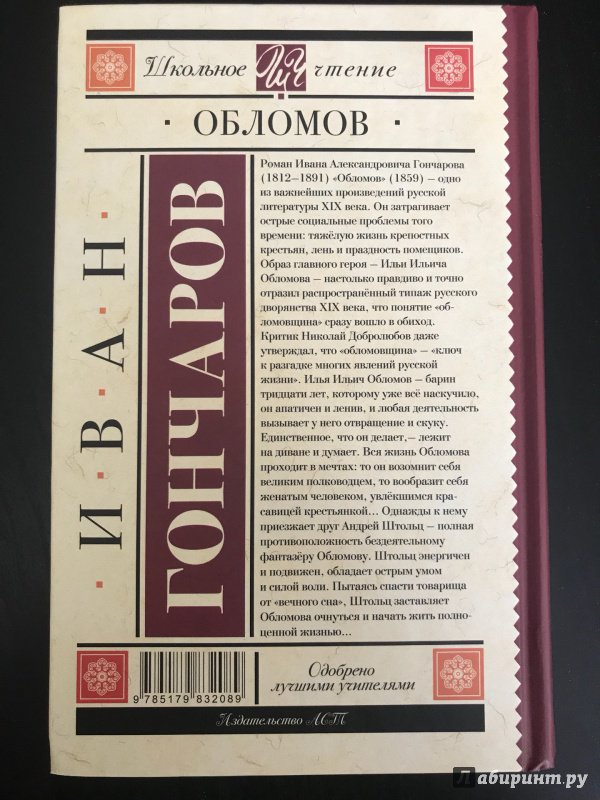 Школьное ШЧ чтение
· ОБЛОМОВ ·
· И · В · А · Н ·
ГОНЧАРОВ
Роман Ивана Александровича Гончарова
(1812–1891) «Обломов» (1859) – одно
из важнейших произведений русской
литературы XIX века. Он затрагивает
острые социальные проблемы того
времени: тяжёлую жизнь крепостных
крестьян, лень и праздность помещиков.
Образ главного героя – Ильи Ильича
Обломова – настолько правдиво и точно
отразил распространённый типаж русского
дворянства XIX века, что понятие «об-
ломовщина» сразу вошло в обиход.
Критик Николай Добролюбов даже
утверждал, что «обломовщина» – «ключ
к разгадке многих явлений русской
жизни». Илья Ильич Обломов – барин
тридцати лет, которому уже всё наскучило,
он апатичен и ленив, и любая деятельность
вызывает у него отвращение и скуку.
Единственное, что он делает,– лежит
на диване и думает. Вся жизнь Обломова
проходит в мечтах: то он возомнит себя
великим полководцем, то вообразит себя
женатым человеком, увлёкшимся кра-
савицей крестьянкой... Однажды к нему
приезжает друг Андрей Штольц – полная
противоположность бездеятельному
фантазёру Обломову. Штольц энергичен
и подвижен, обладает острым умом
и силой воли. Пытаясь спасти товарища
от «вечного сна», Штольц заставляет
Обломова очнуться и начать жить полно-
ценной жизнью...
9 785179 832089
Одобрено
лучшими учителями
Издательство АСТ
Лабиринт.ру